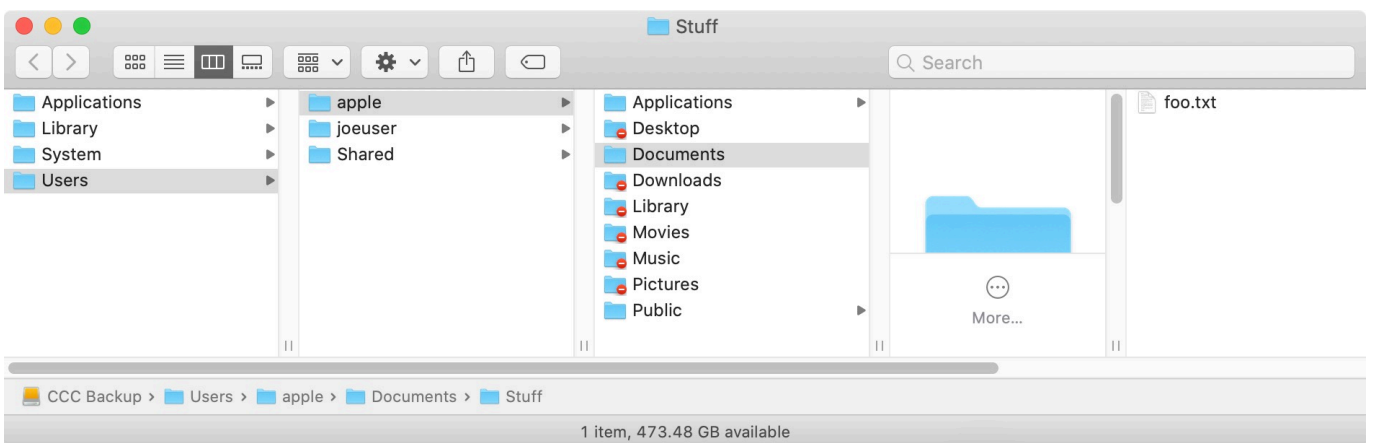 Stuff
Search
Applications
Library
System
Users
apple
joeuser
Shared
Applications
Desktop
Documents
Downloads
Library
Movies
Music
Pictures
Public
More...
foo.txt
CCC Backup › Users › apple › Documents › Stuff
1 item, 473.48 GB available